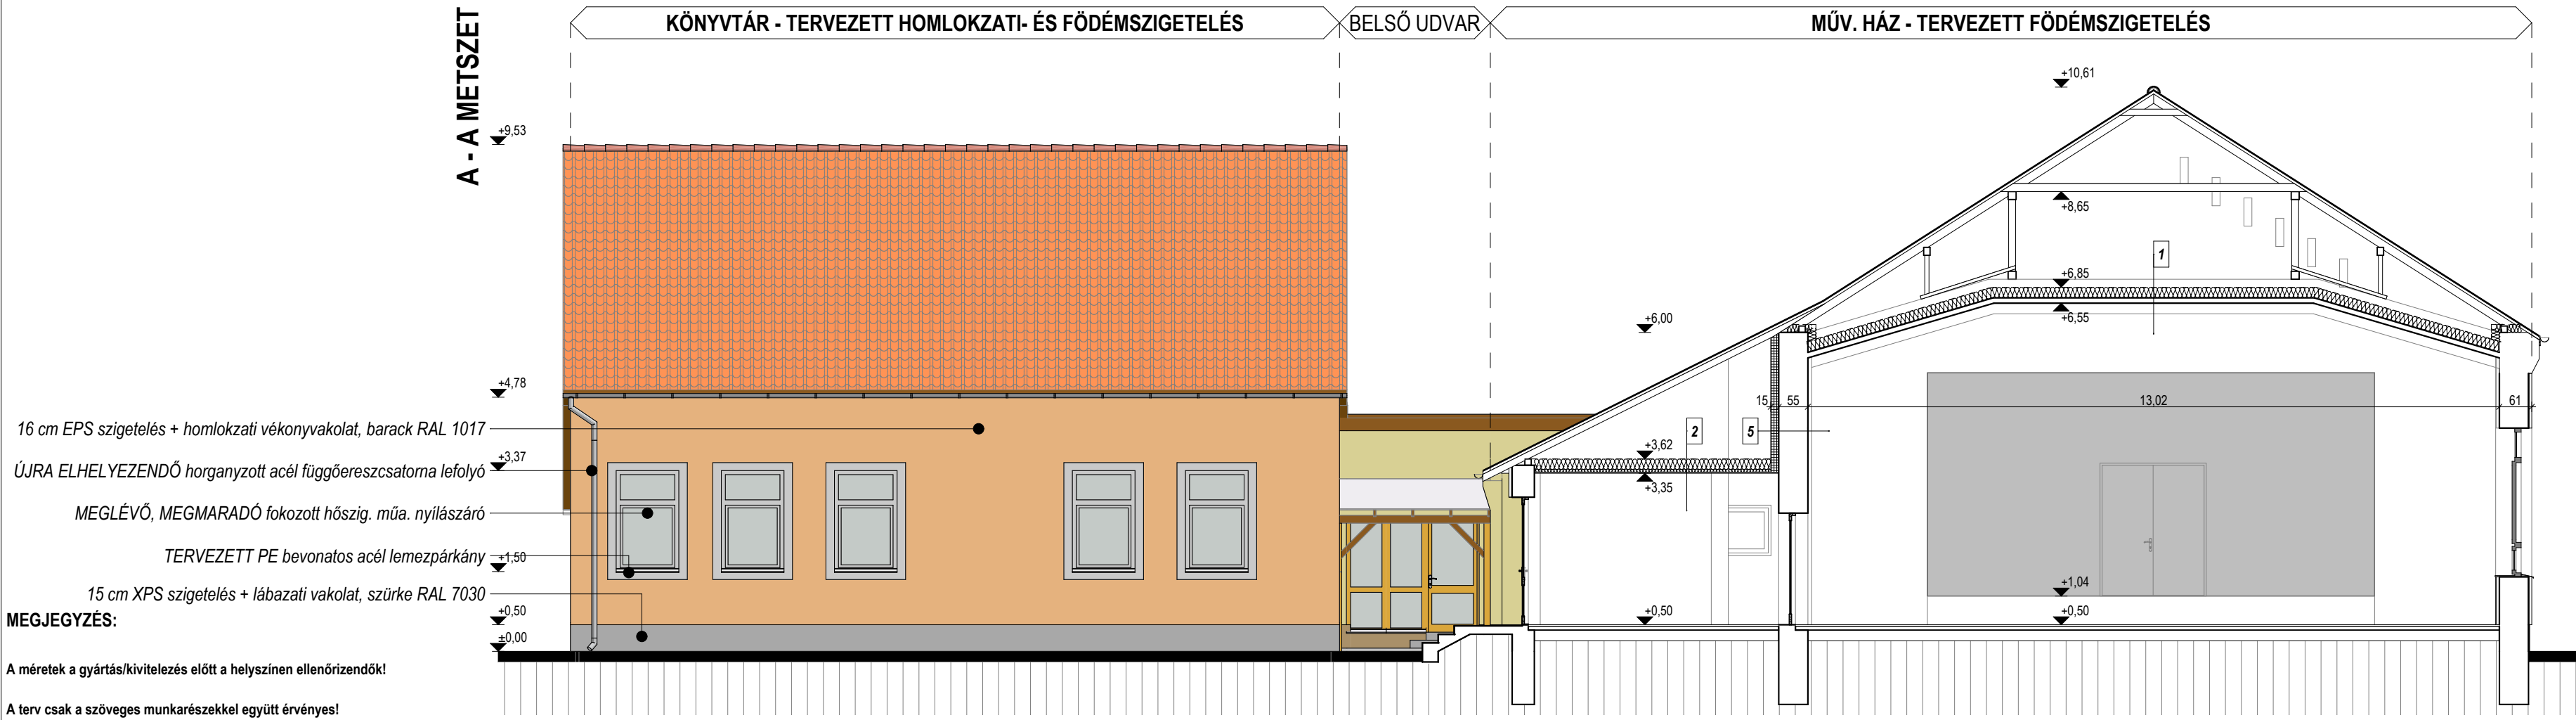 A - A METSZET
KÖNYVTÁR - TERVEZETT HOMLOKZATI- ÉS FÖDÉMSZIGETELÉS
BELSŐ UDVAR
MŰV. HÁZ - TERVEZETT FÖDÉMSZIGETELÉS
+10,61
+9,53
+8,65
1
+6,85
+6,55
+6,00
+4,78
15
55
13,02
61
16 cm EPS szigetelés + homlokzati vékonyvakolat, barack RAL 1017
2
5
+3,62
+3,37
ÚJRA ELHELYEZENDŐ horganyzott acél függőereszcsatorna lefolyó
+3,35
MEGLÉVŐ, MEGMARADÓ fokozott hőszig. műa. nyílászáró
TERVEZETT PE bevonatos acél lemezpárkány
+1,50
+1,04
15 cm XPS szigetelés + lábazati vakolat, szürke RAL 7030
+0,50
+0,50
+0,50
MEGJEGYZÉS:
±0,00
A méretek a gyártás/kivitelezés előtt a helyszínen ellenőrizendők!
A terv csak a szöveges munkarészekkel együtt érvényes!